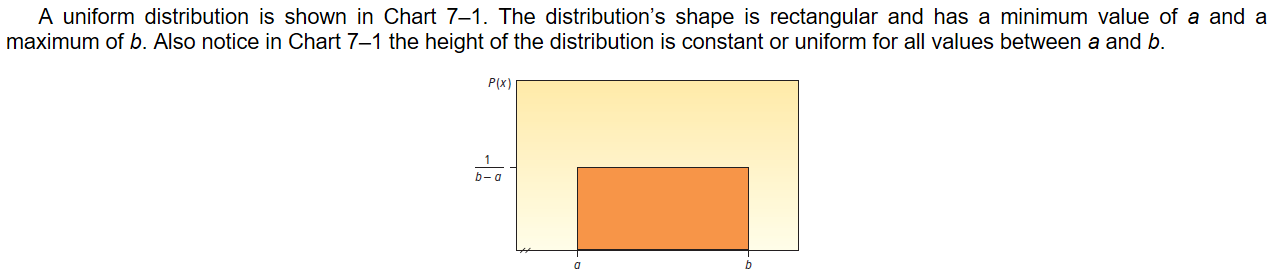 A uniform distribution is shown in Chart 7–1. The distribution’s shape is rectangular and has a minimum value of a and a
maximum of b. Also notice in Chart 7–1 the height of the distribution is constant or uniform for all values between a and b.
P(x)
1
b – a
a
b